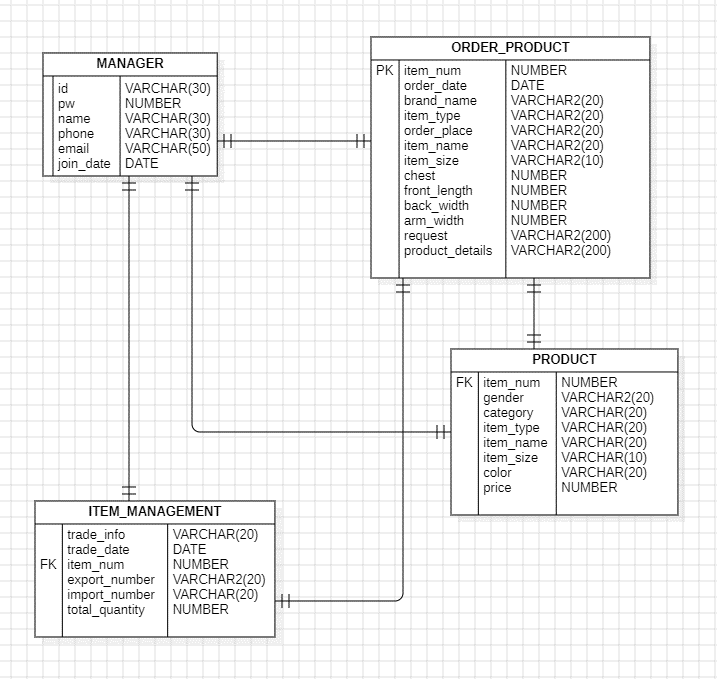 MANAGER
id VARCHAR(30)
pw NUMBER
name VARCHAR(30)
phone VARCHAR(30)
email VARCHAR(50)
join_date DATE
ORDER_PRODUCT
PK item_num NUMBER
order_date DATE
brand_name VARCHAR2(20)
item_type VARCHAR2(20)
order_place VARCHAR2(20)
item_name VARCHAR2(20)
item_size VARCHAR2(10)
chest NUMBER
front_length NUMBER
back_width NUMBER
arm_width NUMBER
request VARCHAR2(200)
product_details VARCHAR2(200)
PRODUCT
FK item_num NUMBER
gender VARCHAR2(20)
category VARCHAR(20)
item_type VARCHAR(20)
item_name VARCHAR(20)
item_size VARCHAR(10)
color VARCHAR(20)
price NUMBER
ITEM_MANAGEMENT
trade_info VARCHAR(20)
trade_date DATE
FK item_num NUMBER
export_number VARCHAR2(20)
import_number VARCHAR(20)
total_quantity NUMBER